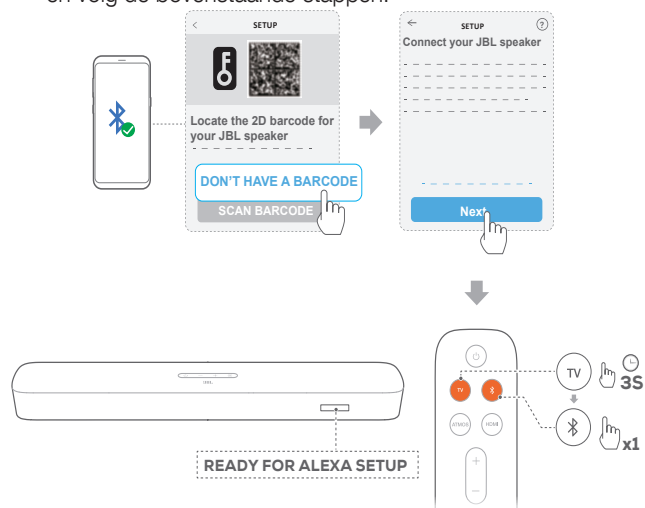 en volg de bovenstaande stappen.
SETUP
Locate the 2D barcode for
your JBL speaker
DON'T HAVE A BARCODE
SCAN BARCODE
SETUP
?
Connect your JBL speaker
Next
JBL
READY FOR ALEXA SETUP
TV
ATMOS
HDMI
+
−
TV
3S
x1